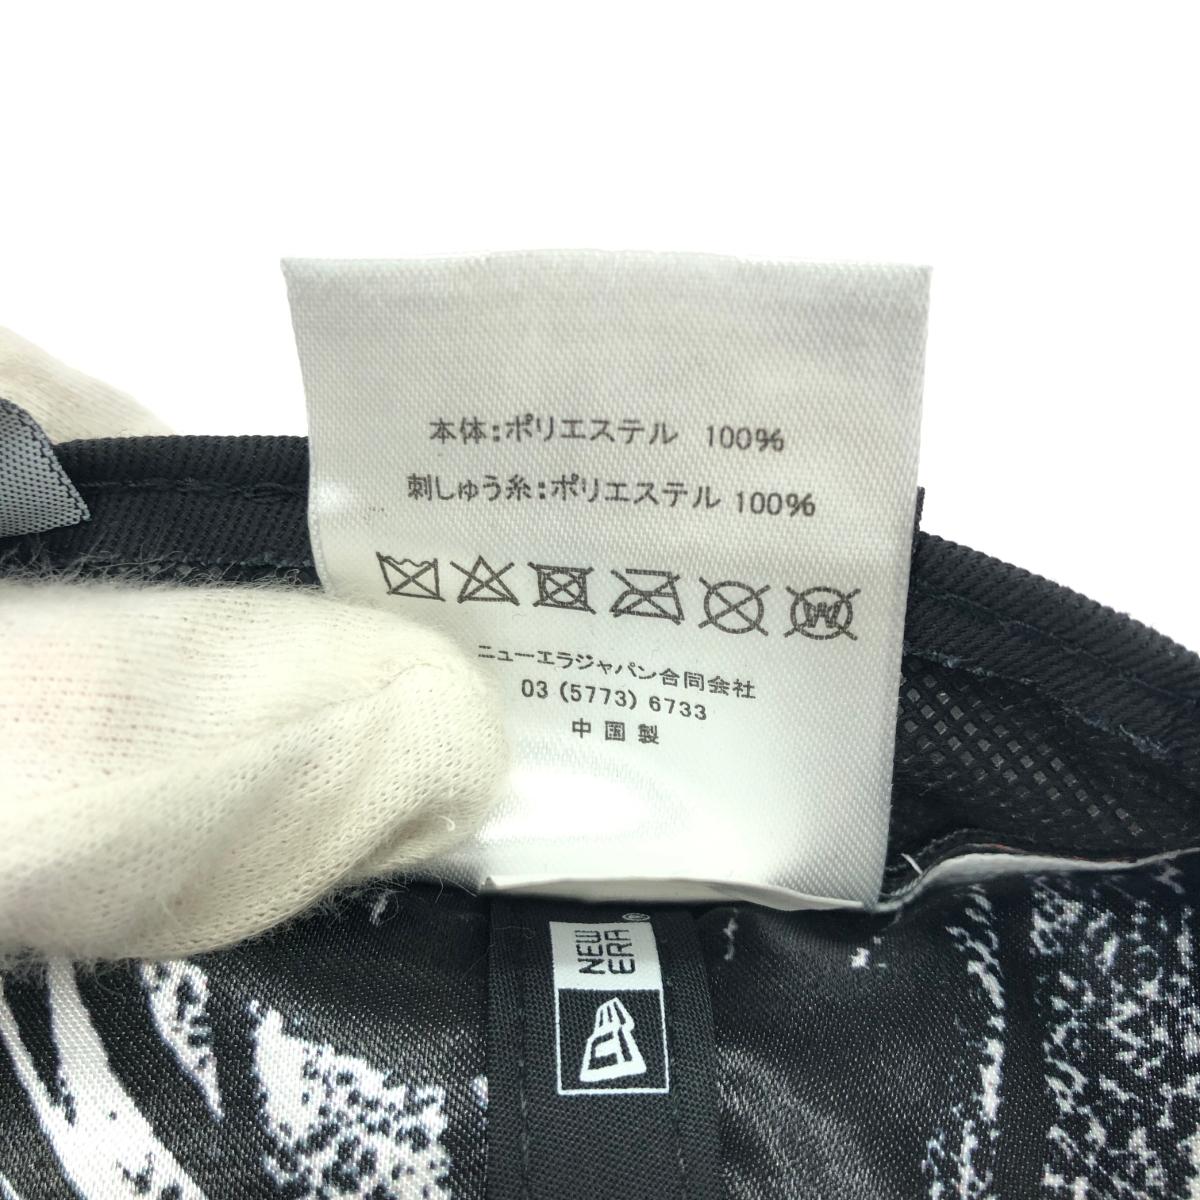 本体:ポリエステル 100%
刺しゅう糸:ポリエステル 100%
W
ニューエラジャパン合同会社
03 (5773) 6733
中国製
NEW
ERA®